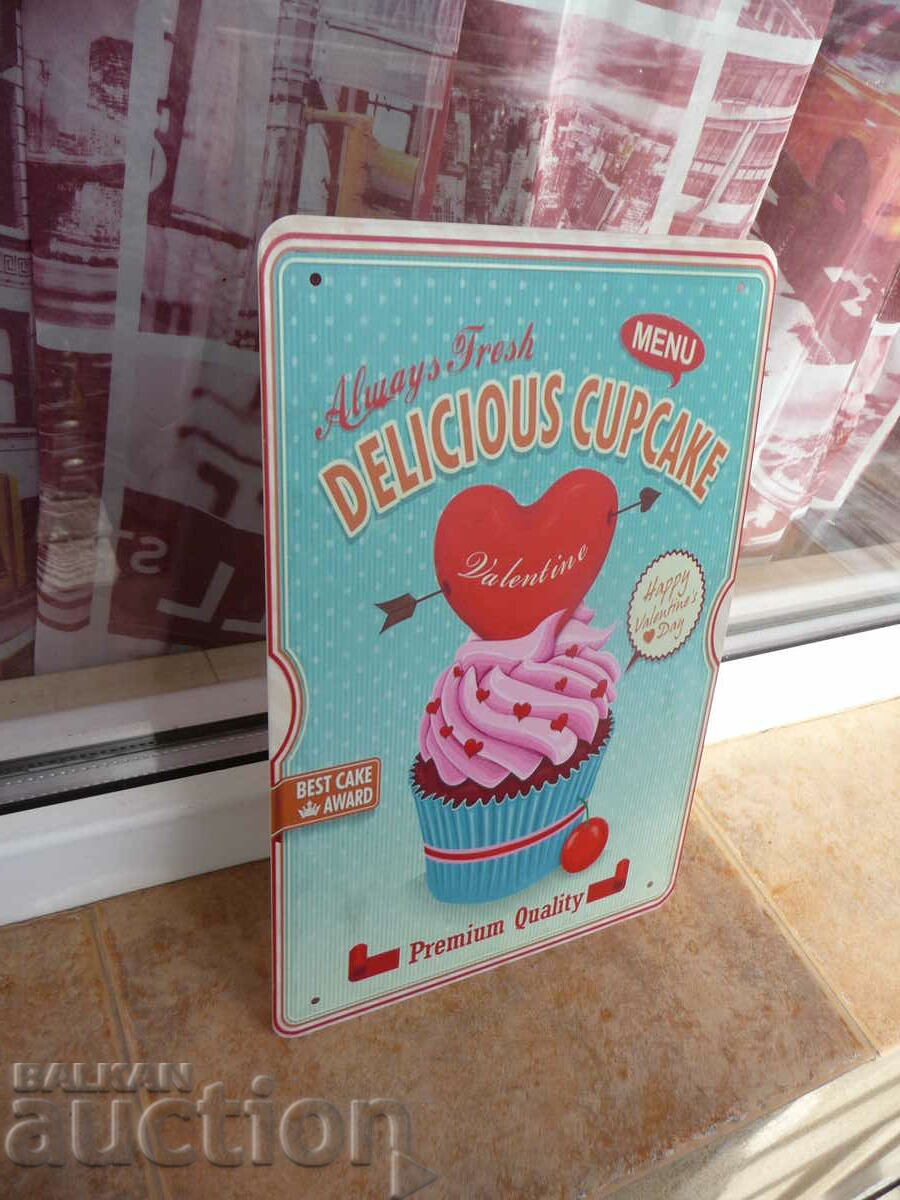 Always Fresh
MENU
DELICIOUS CUPCAKE
Valentine
Happy
Valentine's
Day
BEST CAKE
AWARD
Premium Quality
BALKAN
auction